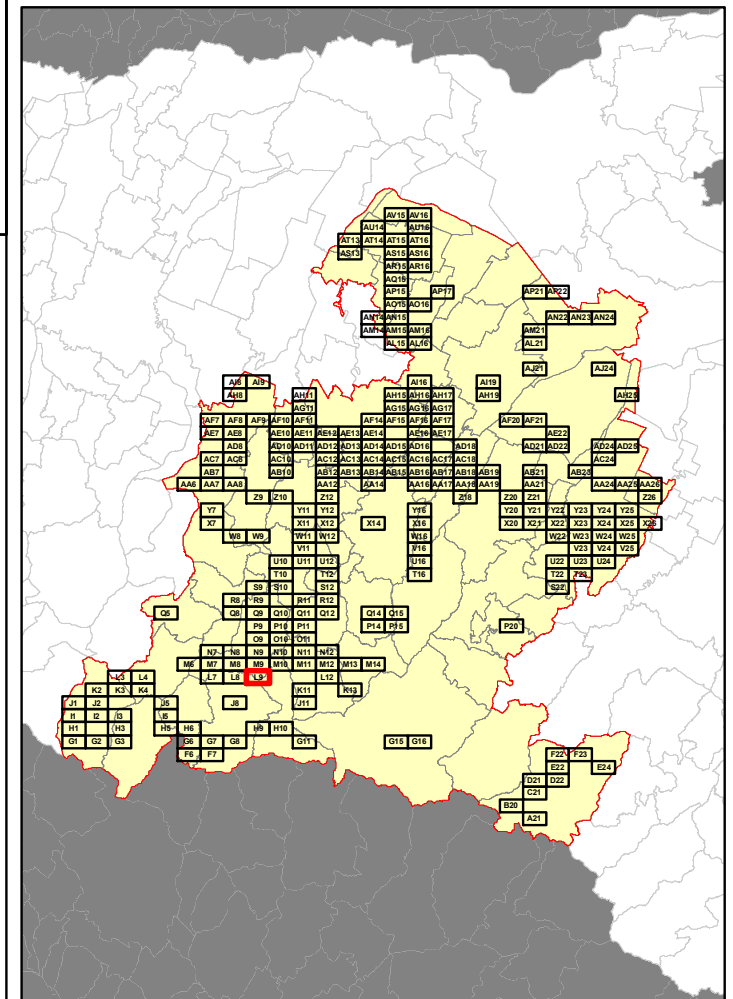 AV15 AV16
AU14 AU16
AT13 AT14 AT15 AT16
AS13 AS15 AS16
AR15 AR16
AQ15
AP15 AP17 AP21 AP22
AO15 AO16
AN14 AN15 AN22 AN23 AN24
AM14 AM15 AM16 AM21
AL15 AL16 AL21
AJ21 AJ24
AI8 AI9 AI16 AI19
AH8 AH11 AH15 AH16 AH17 AH19 AH25
AG11 AG15 AG16 AG17
AF7 AF8 AF9 AF10 AF11 AF14 AF15 AF16 AF17 AF20 AF21
AE7 AE8 AE10 AE11 AE12 AE13 AE14 AE16 AE17 AE22
AD8 AD10 AD11 AD12 AD13 AD14 AD15 AD16 AD18 AD21 AD22 AD24 AD25
AC7 AC8 AC10 AC12 AC13 AC14 AC15 AC16 AC17 AC18 AC24
AB7 AB10 AB12 AB13 AB14 AB15 AB16 AB17 AB18 AB19 AB21 AB23
AA6 AA7 AA8 AA12 AA14 AA16 AA17 AA18 AA19 AA21 AA24 AA25 AA26
Z9 Z10 Z12 Z18 Z20 Z21 Z26
Y7 Y11 Y12 Y16 Y20 Y21 Y22 Y23 Y24 Y25
X7 X11 X12 X14 X16 X20 X21 X22 X23 X24 X25 X26
W8 W9 W11 W12 W16 W22 W23 W24 W25
V11 V16 V23 V24 V25
U10 U11 U12 U16 U22 U23 U24
T10 T12 T16 T22 T23
S9 S10 S12 S22
R8 R9 R11 R12
Q5 Q8 Q9 Q10 Q11 Q12 Q14 Q15
P9 P10 P11 P14 P15 P20
O9 O10 O11
N7 N8 N9 N10 N11 N12
M6 M7 M8 M9 M10 M11 M12 M13 M14
L3 L4 L7 L8 L9 L12
K2 K3 K4 K11 K13
J1 J2 J5 J8 J11
I1 I2 I3 I5
H1 H3 H5 H6 H9 H10
G1 G2 G3 G6 G7 G8 G11 G15 G16
F6 F7 F22 F23
E22 E24
D21 D22
C21
B20
A21